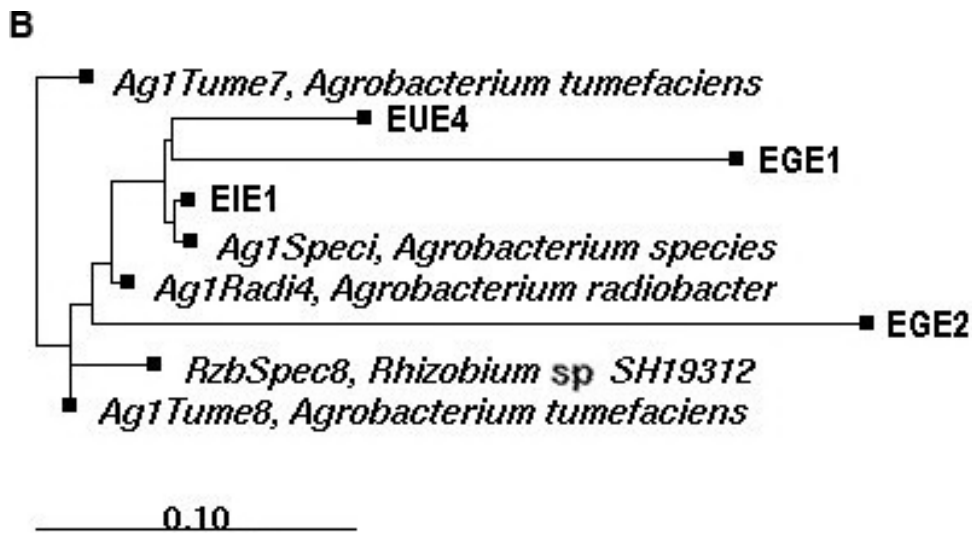 B
Ag1Tume7, Agrobacterium tumefaciens
EUE4
EGE1
EIE1
Ag1Speci, Agrobacterium species
Ag1Radi4, Agrobacterium radiobacter
EGE2
RzbSpec8, Rhizobium sp SH19312
Ag1Tume8, Agrobacterium tumefaciens
0.10